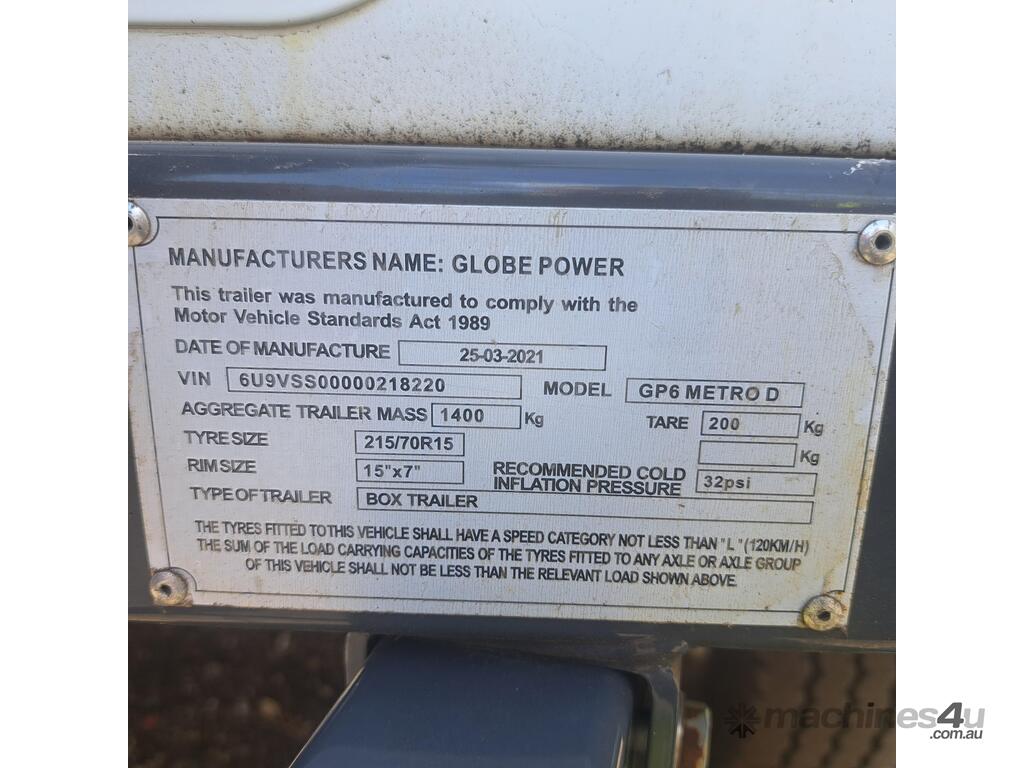 MANUFACTURERS NAME: GLOBE POWER
This trailer was manufactured to comply with the
Motor Vehicle Standards Act 1989
DATE OF MANUFACTURE 25-03-2021
VIN 6U9VSS00000218220 MODEL GP6 METRO D
AGGREGATE TRAILER MASS 1400 Kg TARE 200 Kg
TYRE SIZE 215/70R15 Kg
RIM SIZE 15"x7" RECOMMENDED COLD INFLATION PRESSURE 32psi
TYPE OF TRAILER BOX TRAILER
THE TYRES FITTED TO THIS VEHICLE SHALL HAVE A SPEED CATEGORY NOT LESS THAN "L "(120KM/H)
THE SUM OF THE LOAD CARRYING CAPACITIES OF THE TYRES FITTED TO ANY AXLE OR AXLE GROUP
OF THIS VEHICLE SHALL NOT BE LESS THAN THE RELEVANT LOAD SHOWN ABOVE.
machines4u
.com.au